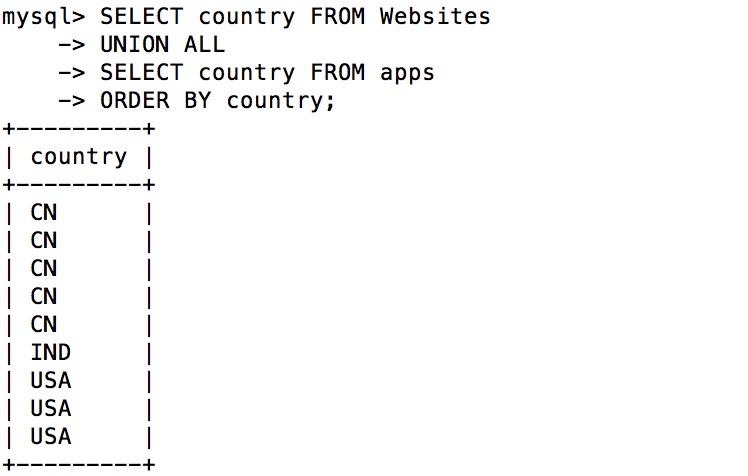 mysql> SELECT country FROM Websites
    -> UNION ALL
    -> SELECT country FROM apps
    -> ORDER BY country;
+---------+
| country |
+---------+
| CN      |
| CN      |
| CN      |
| CN      |
| CN      |
| IND     |
| USA     |
| USA     |
| USA     |
+---------+